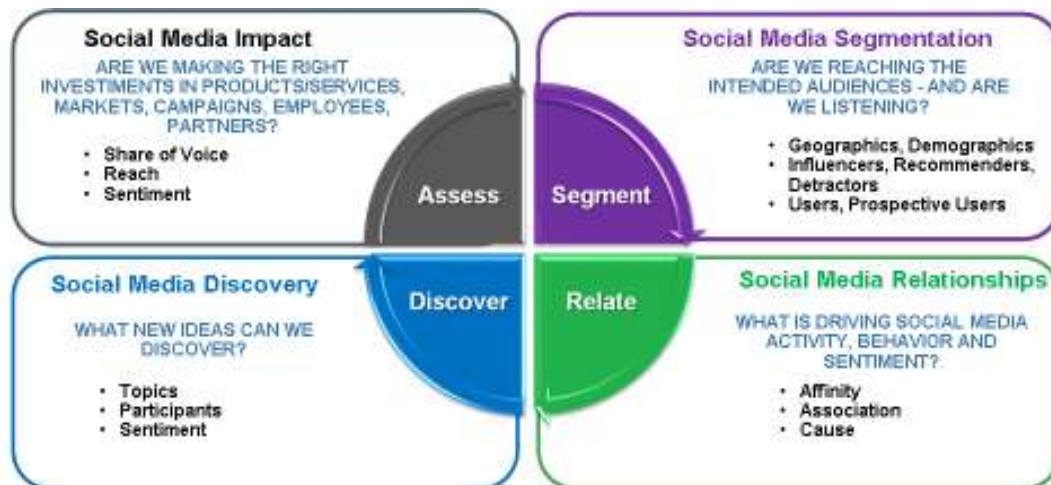 Social Media Impact
ARE WE MAKING THE RIGHT
INVESTIMENTS IN PRODUCTS/SERVICES,
MARKETS, CAMPAIGNS, EMPLOYEES,
PARTNERS?
• Share of Voice
• Reach
• Sentiment
Assess
Social Media Segmentation
ARE WE REACHING THE
INTENDED AUDIENCES - AND ARE
WE LISTENING?
• Geographics, Demographics
• Influencers, Recommenders,
Detractors
• Users, Prospective Users
Segment
Social Media Discovery
WHAT NEW IDEAS CAN WE
DISCOVER?
• Topics
• Participants
• Sentiment
Discover
Social Media Relationships
WHAT IS DRIVING SOCIAL MEDIA
ACTIVITY, BEHAVIOR AND
SENTIMENT?
• Affinity
• Association
• Cause
Relate